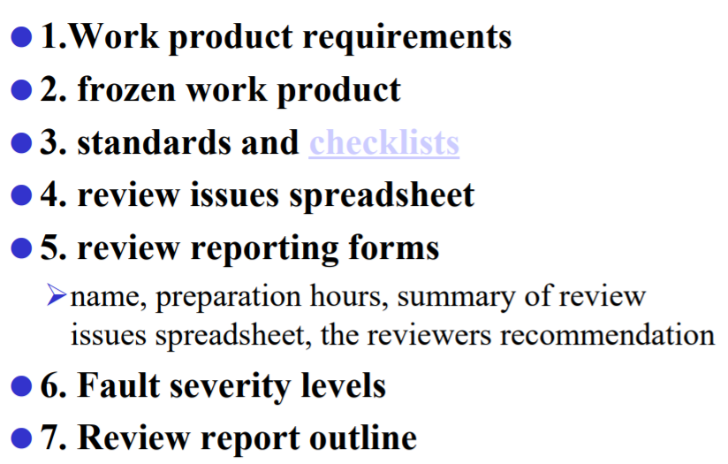 1.Work product requirements
2. frozen work product
3. standards and checklists
4. review issues spreadsheet
5. review reporting forms
name, preparation hours, summary of review
issues spreadsheet, the reviewers recommendation
6. Fault severity levels
7. Review report outline